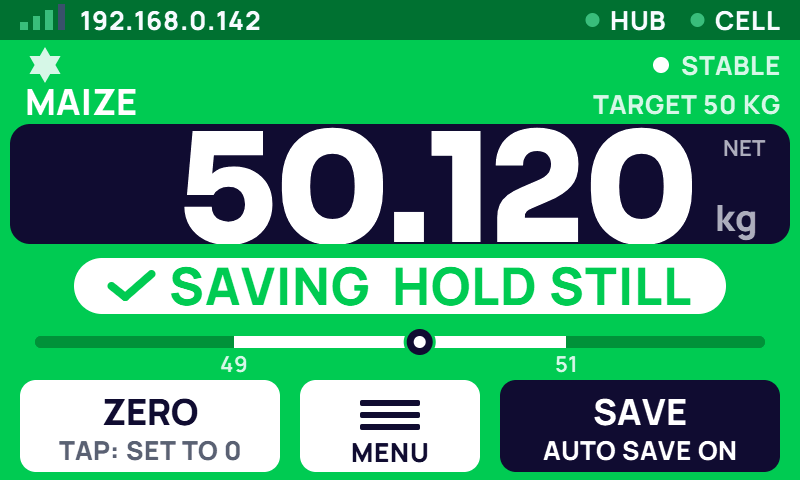 192.168.0.142 HUB CELL
STABLE
MAIZE TARGET 50 KG
50.120 NET kg
SAVING HOLD STILL
49 51
ZERO MENU SAVE
TAP: SET TO 0 AUTO SAVE ON